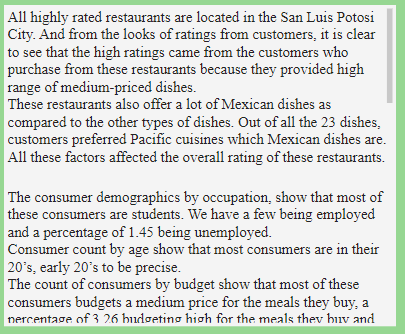 All highly rated restaurants are located in the San Luis Potosi
City. And from the looks of ratings from customers, it is clear
to see that the high ratings came from the customers who
purchase from these restaurants because they provided high
range of medium-priced dishes.
These restaurants also offer a lot of Mexican dishes as
compared to the other types of dishes. Out of all the 23 dishes,
customers preferred Pacific cuisines which Mexican dishes are.
All these factors affected the overall rating of these restaurants.
The consumer demographics by occupation, show that most of
these consumers are students. We have a few being employed
and a percentage of 1.45 being unemployed.
Consumer count by age show that most consumers are in their
20’s, early 20’s to be precise.
The count of consumers by budget show that most of these
consumers budgets a medium price for the meals they buy, a
percentage of 3.26 budgeting high for the meals they buy and